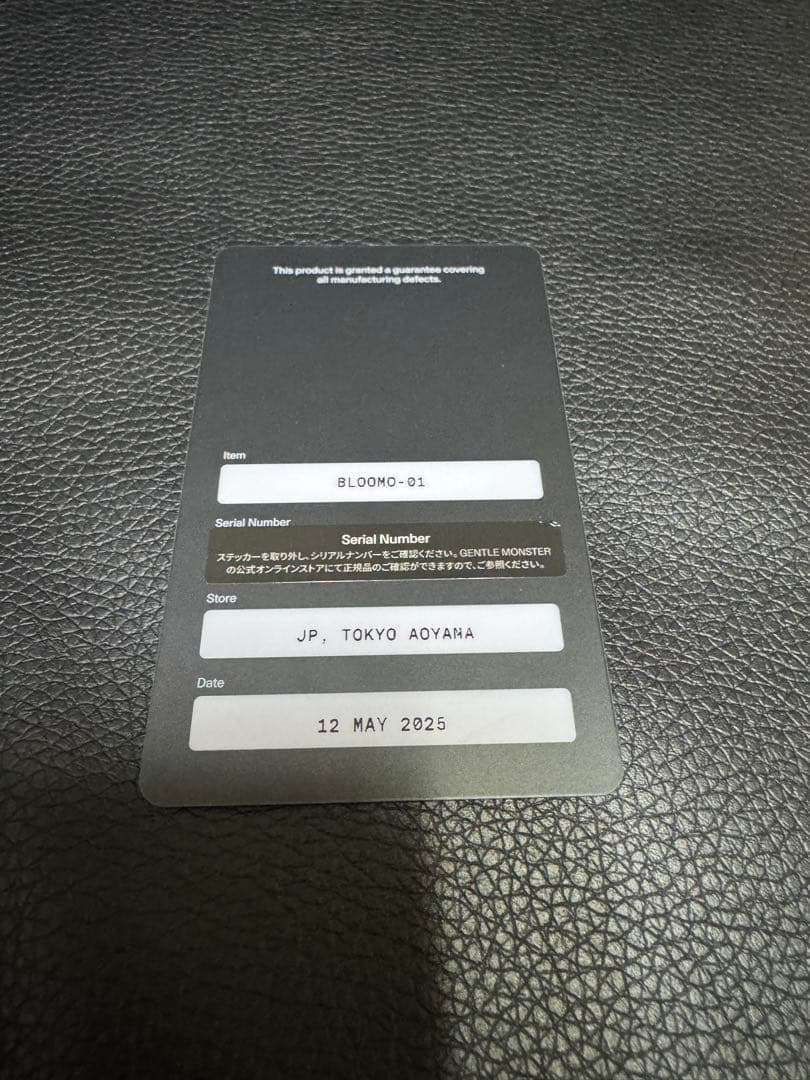 This product is granted a guarantee covering
all manufacturing defects.
Item
BLOOMO-01
Serial Number
Serial Number
ステッカーを取り外し、シリアルナンバーをご確認ください。GENTLE MONSTER
の公式オンラインストアにて正規品のご確認ができますので、ご参照ください。
Store
JP, TOKYO AOYAMA
Date
12 MAY 2025